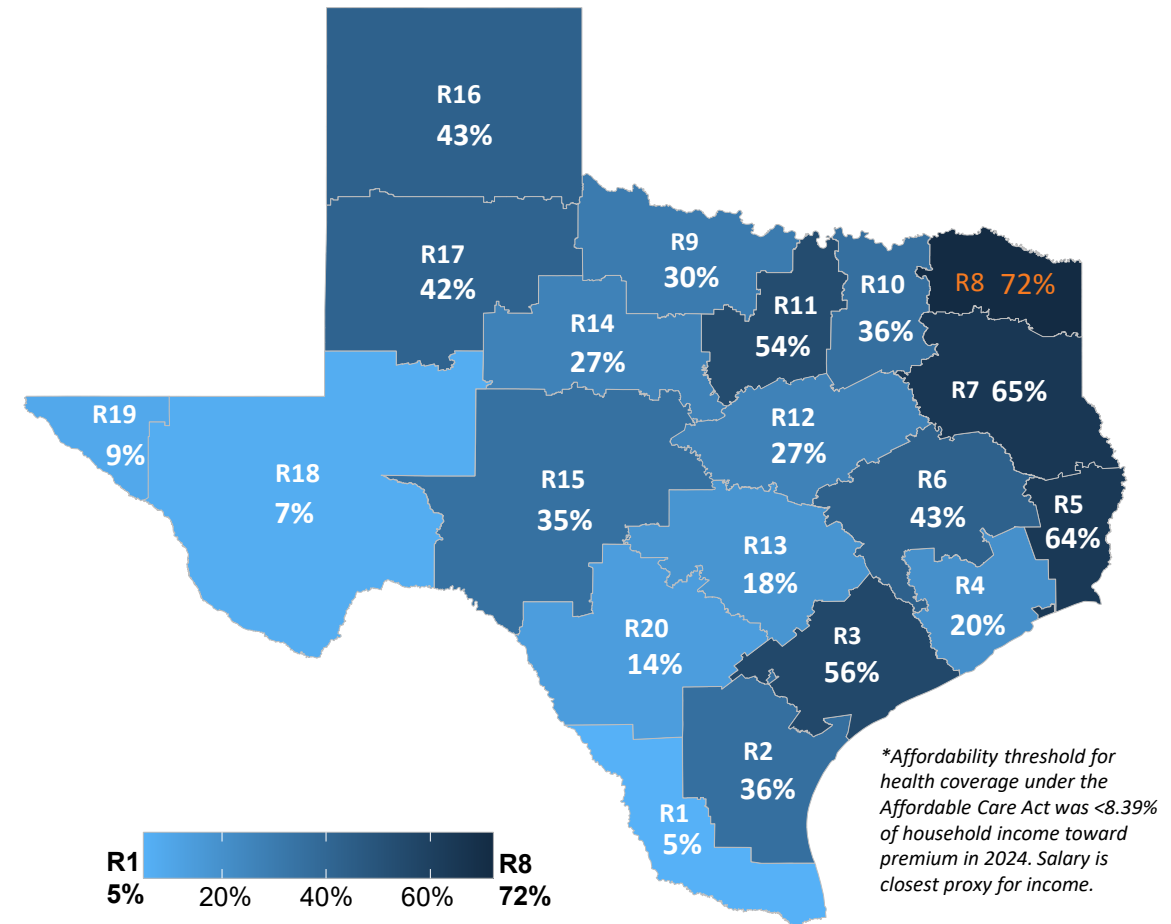 R16
43%
R17
42%
R9
30%
R11
54%
R10
36%
R8 72%
R14
27%
R7 65%
R19
9%
R18
7%
R12
27%
R15
35%
R6
43%
R5
64%
R13
18%
R4
20%
R20
14%
R3
56%
R2
36%
R1
5%
*Affordability threshold for
health coverage under the
Affordable Care Act was <8.39%
of household income toward
premium in 2024. Salary is
closest proxy for income.
R1
5%
20%
40%
60%
R8
72%